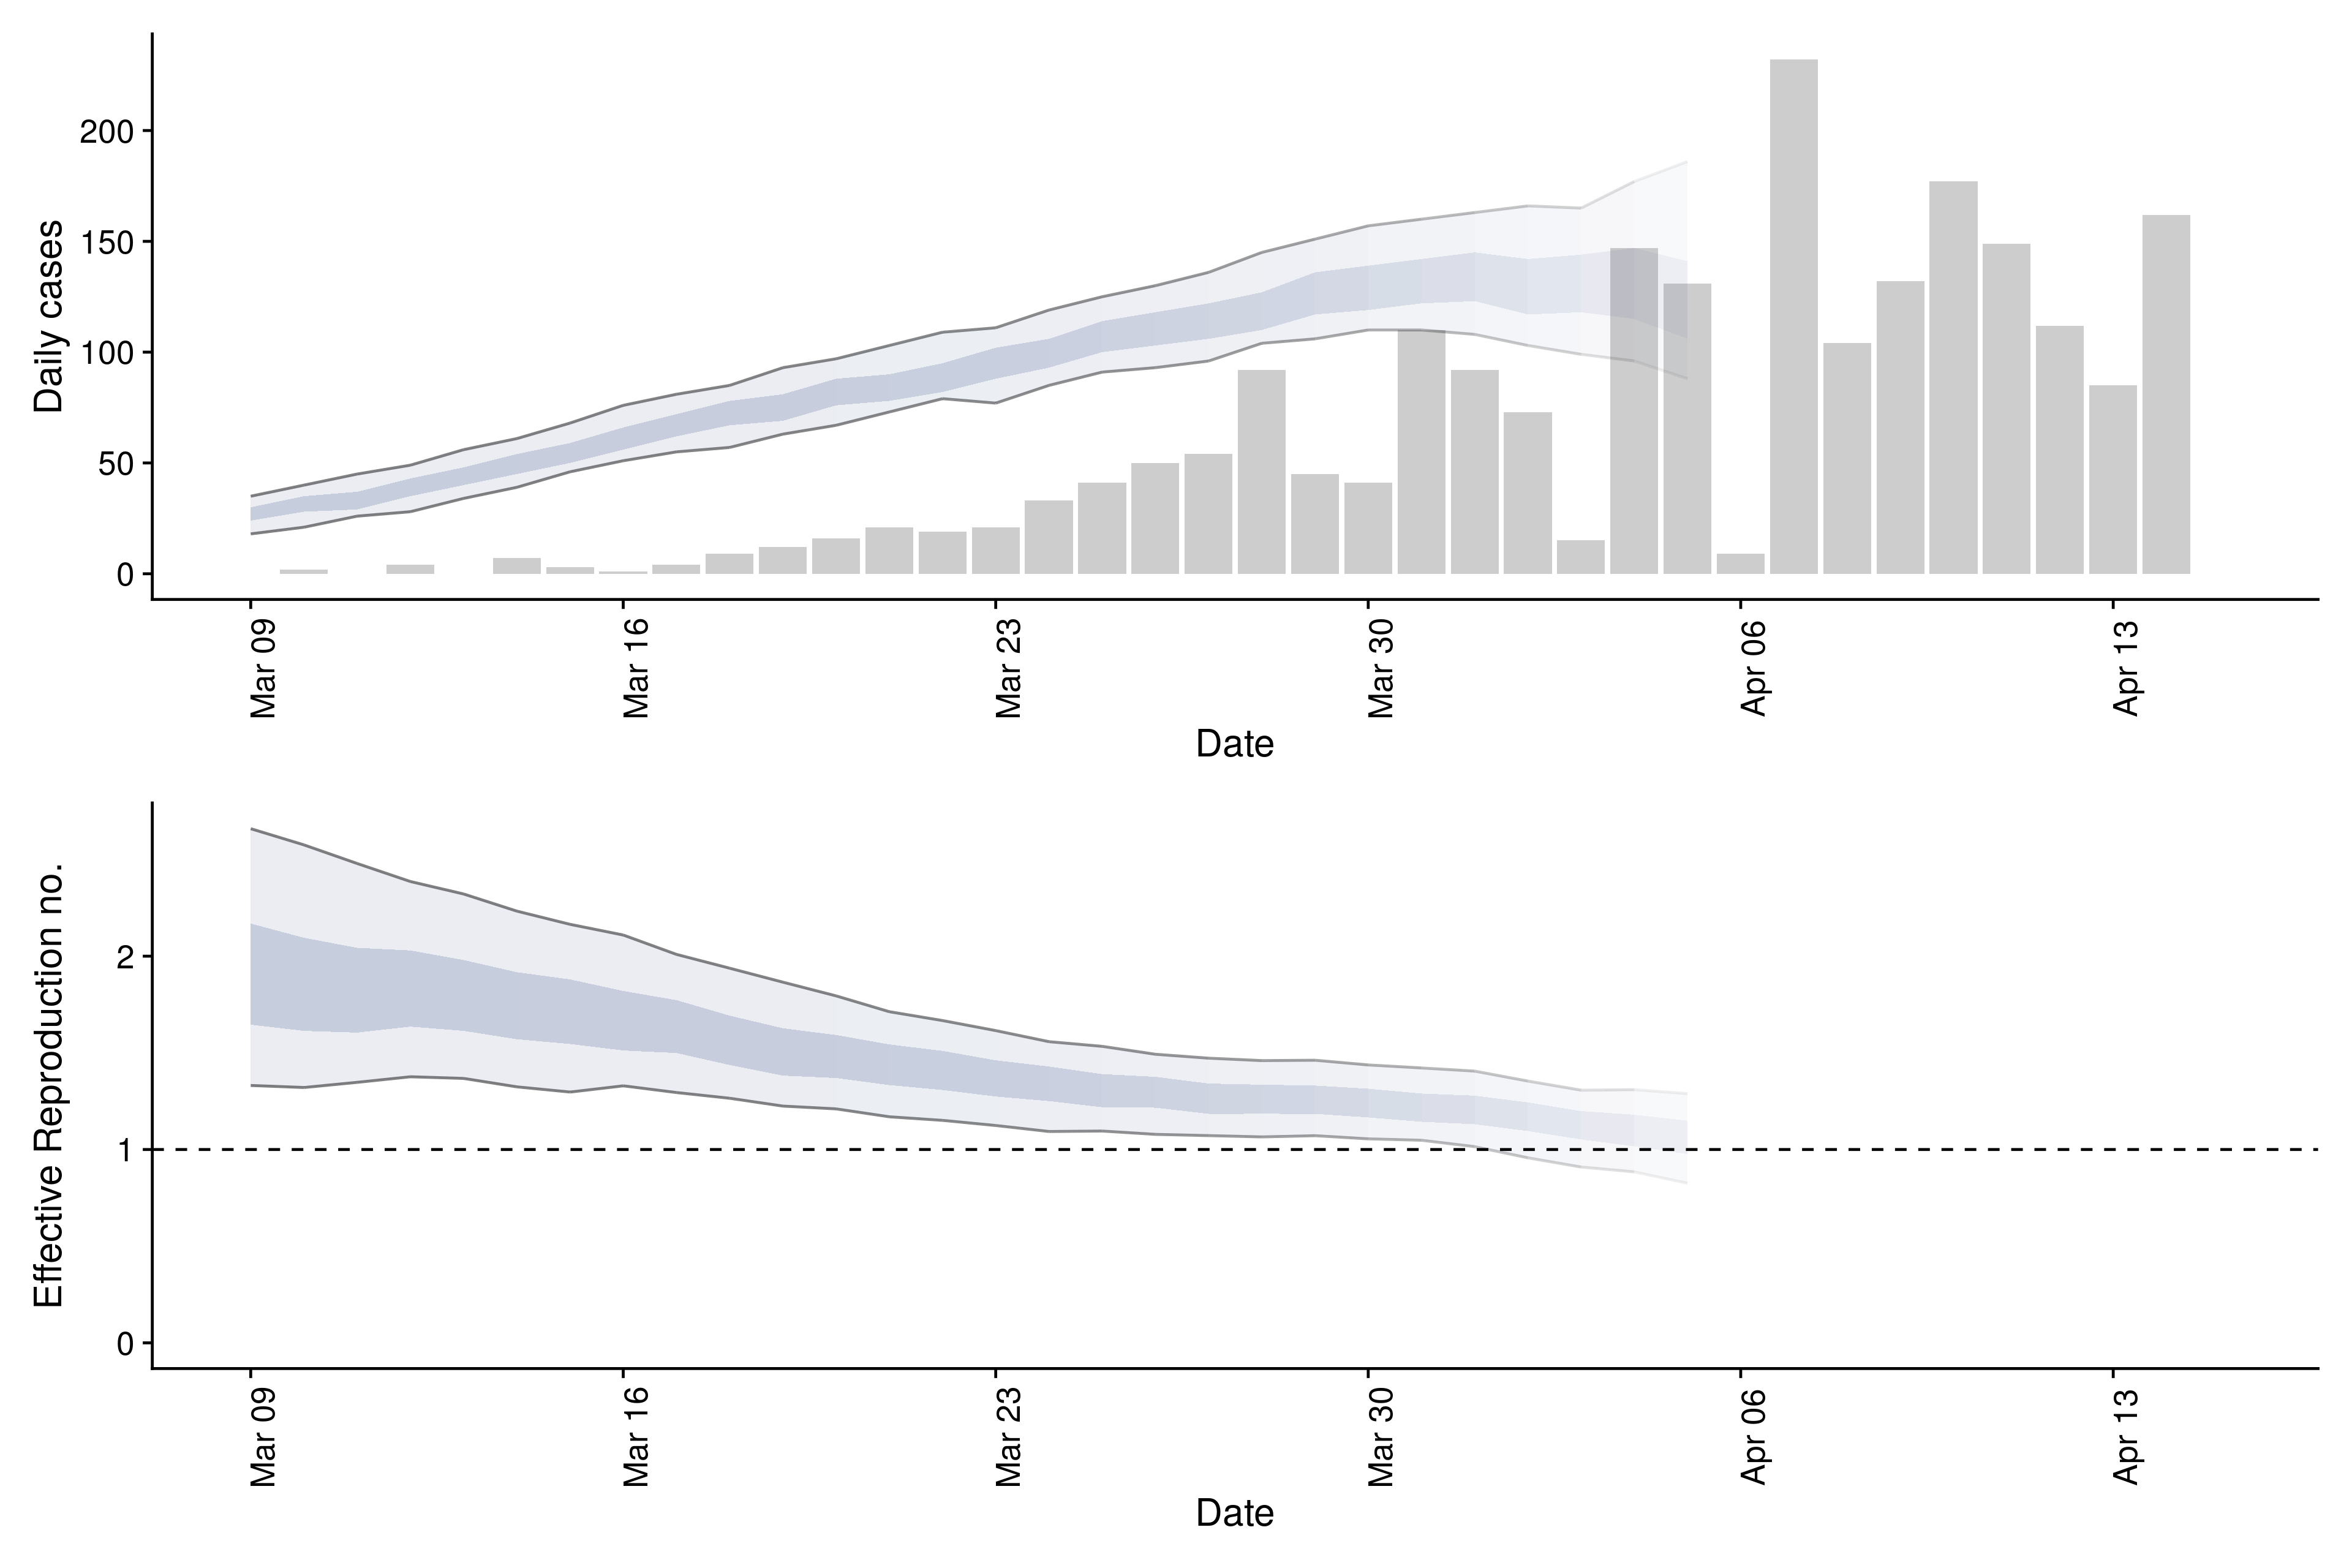 Daily cases
200
150
100
50
0
Mar 09
Mar 16
Mar 23
Mar 30
Apr 06
Apr 13
Date
Effective Reproduction no.
2
1
0
Mar 09
Mar 16
Mar 23
Mar 30
Apr 06
Apr 13
Date